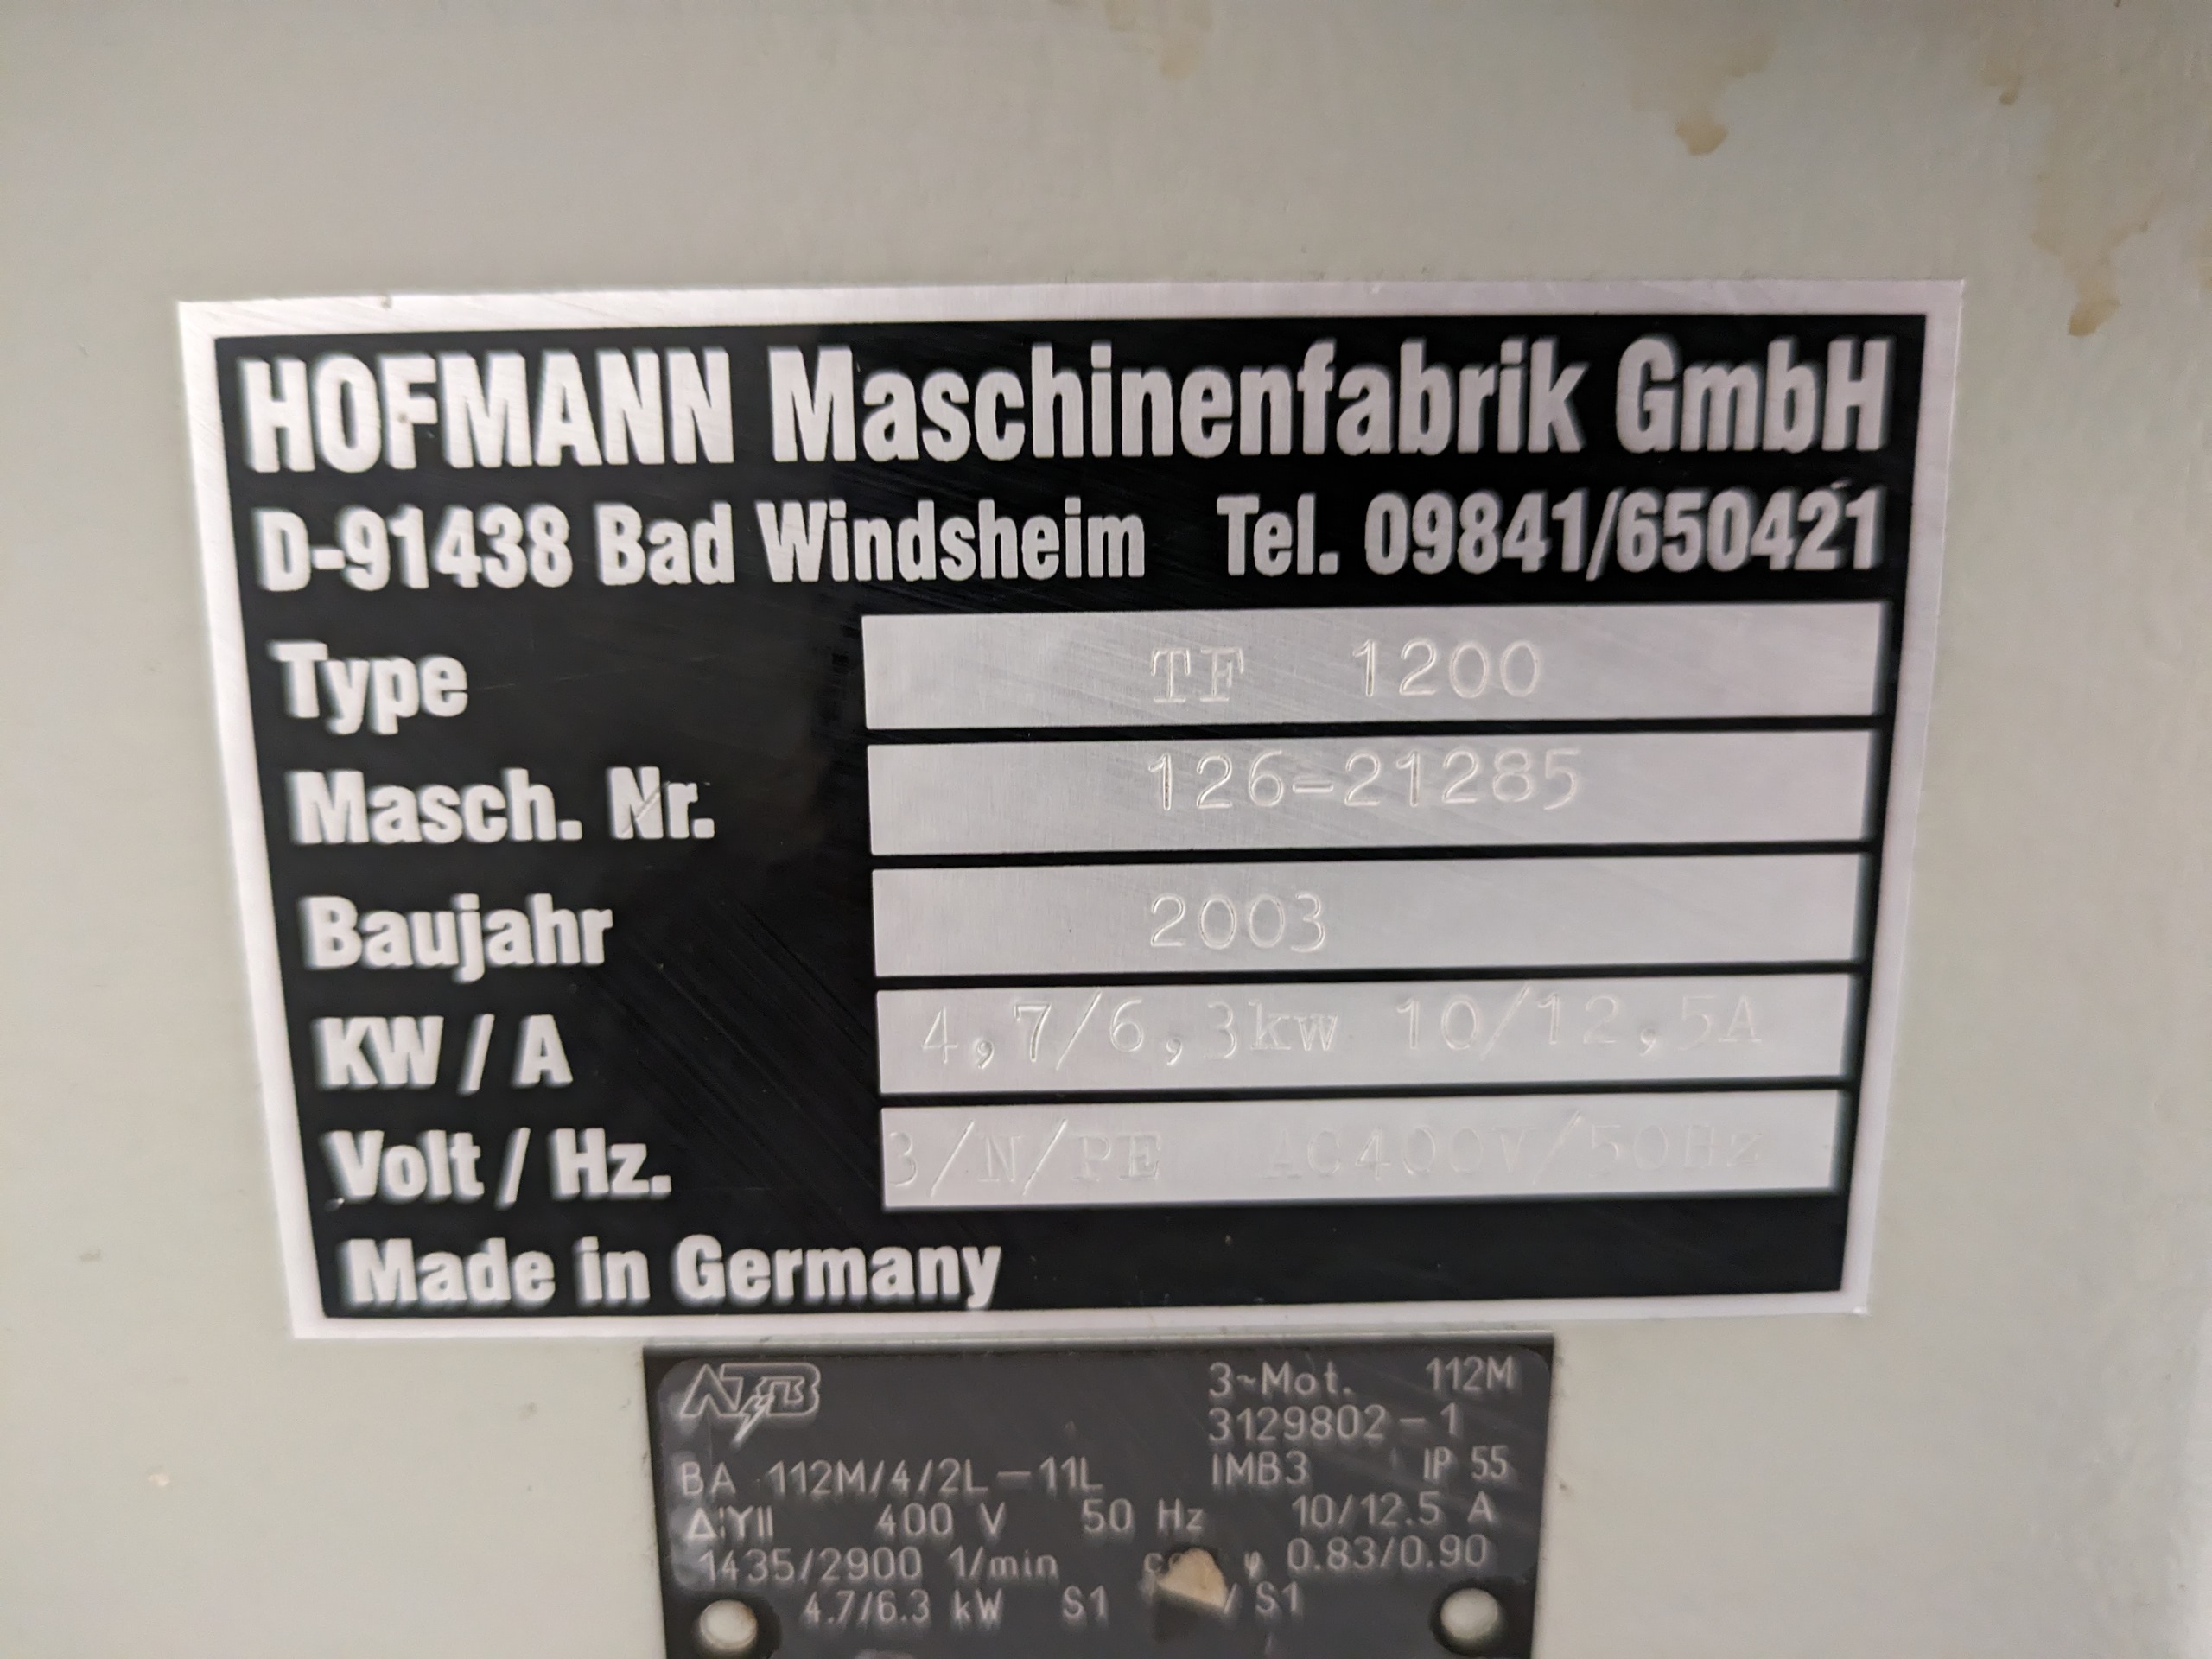 HOFMANN Maschinenfabrik GmbH
D-91438 Bad Windsheim Tel. 09841/650421
Type TF 1200
Masch. Nr. 126-21285
Baujahr 2003
KW / A 4,7/6,3kw 10/12,5A
Volt / Hz. 3/N/PE AC400V/50Hz
Made in Germany
ATB 3~Mot. 112M
3129802-1
BA 112M/4/2L-11L IMB3 IP 55
Δ/YII 400 V 50 Hz 10/12.5 A
1435/2900 1/min φ 0.83/0.90
4.7/6.3 kW S1 / S1